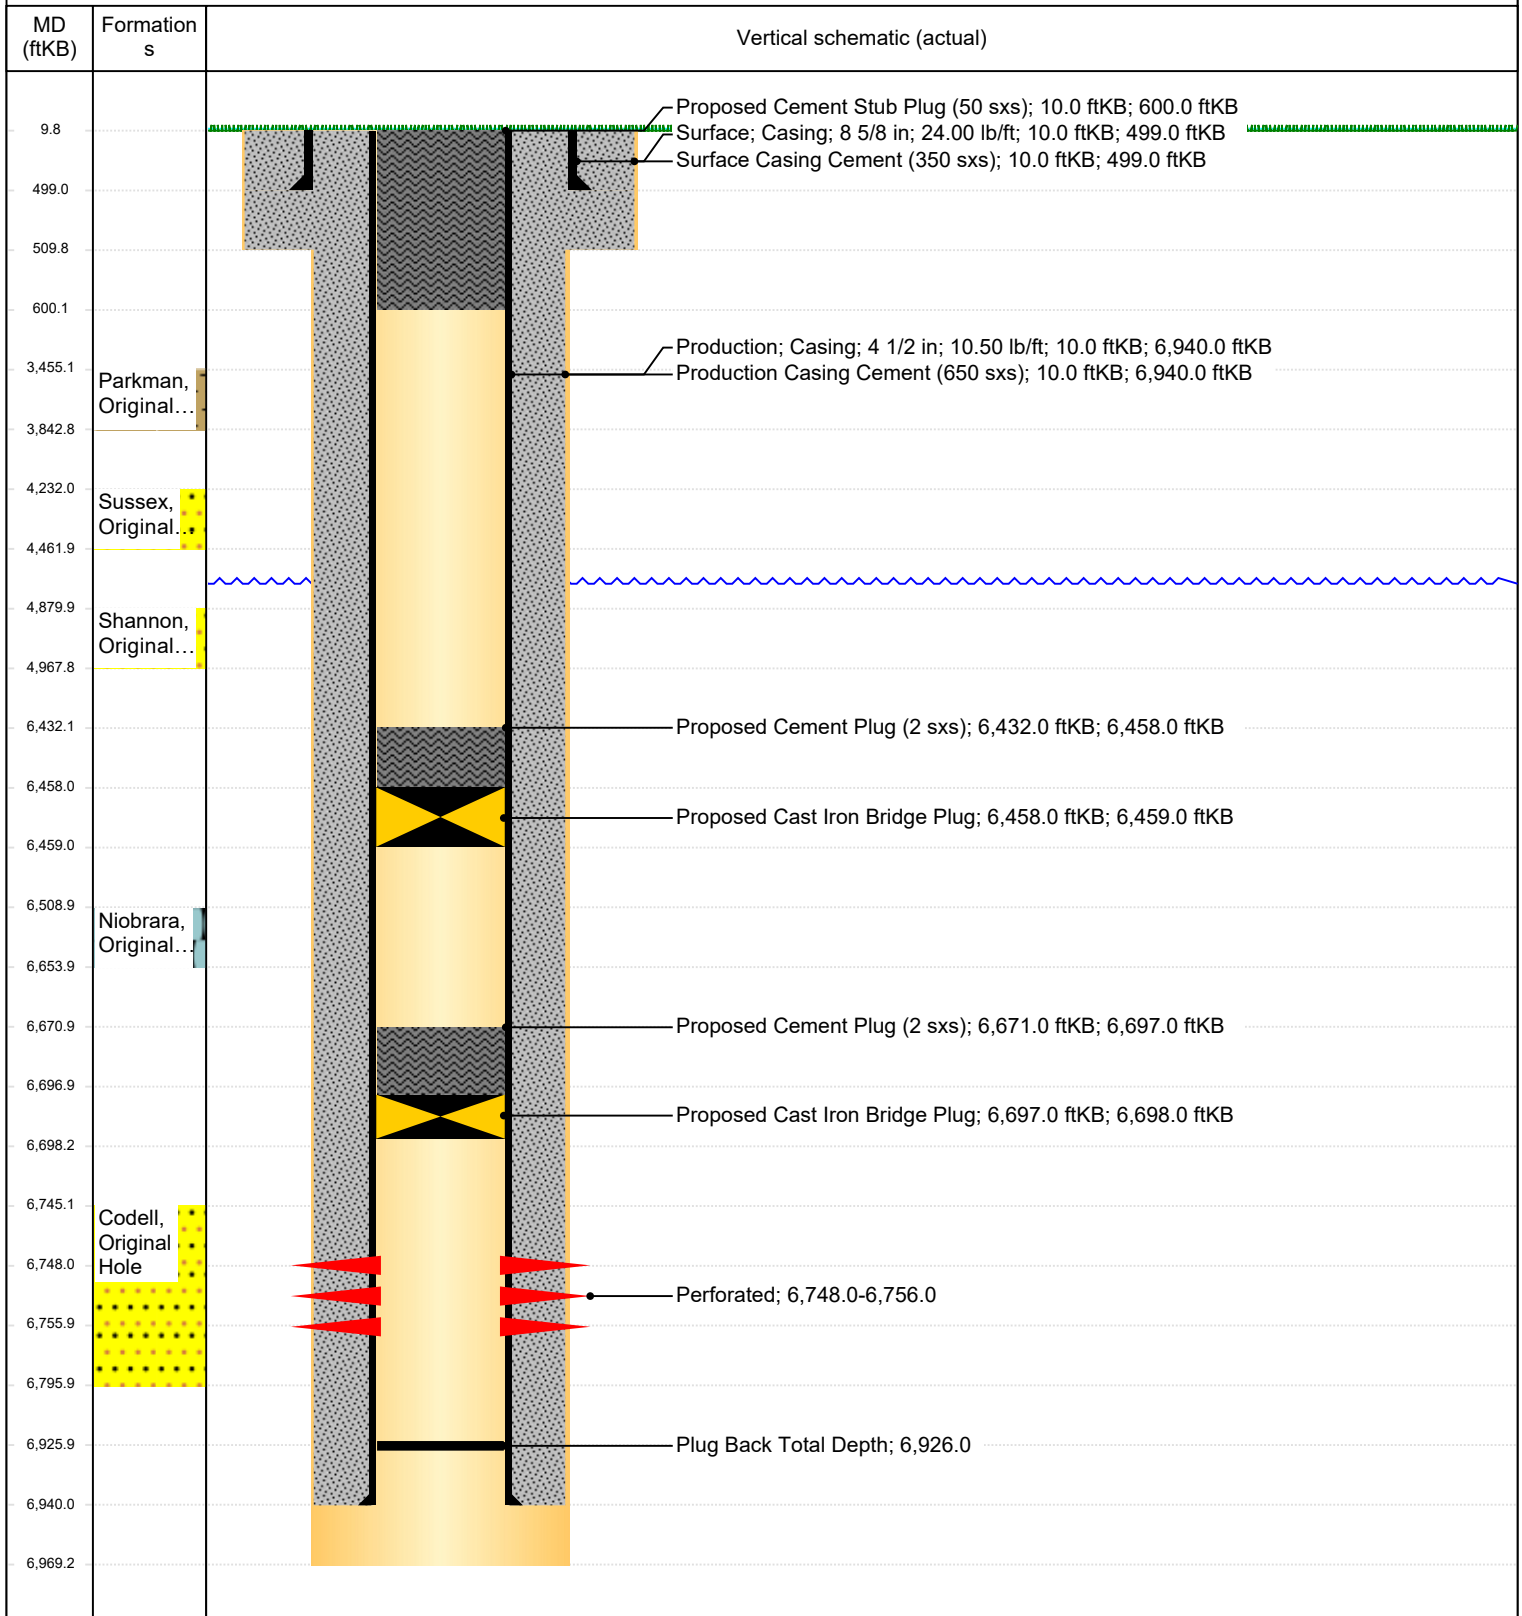 MD
(ftKB)
Formation
s
Vertical schematic (actual)
Proposed Cement Stub Plug (50 sxs); 10.0 ftKB; 600.0 ftKB
9.8
Surface; Casing; 8 5/8 in; 24.00 lb/ft; 10.0 ftKB; 499.0 ftKB
Surface Casing Cement (350 sxs); 10.0 ftKB; 499.0 ftKB
499.0
509.8
600.1
Production; Casing; 4 1/2 in; 10.50 lb/ft; 10.0 ftKB; 6,940.0 ftKB
3,455.1
Production Casing Cement (650 sxs); 10.0 ftKB; 6,940.0 ftKB
Parkman,
Original...
3,842.8
4,232.0
Sussex,
Original...
4,461.9
4,879.9
Shannon,
Original...
4,967.8
6,432.1
Proposed Cement Plug (2 sxs); 6,432.0 ftKB; 6,458.0 ftKB
6,458.0
Proposed Cast Iron Bridge Plug; 6,458.0 ftKB; 6,459.0 ftKB
6,459.0
6,508.9
Niobrara,
Original...
6,653.9
6,670.9
Proposed Cement Plug (2 sxs); 6,671.0 ftKB; 6,697.0 ftKB
6,696.9
Proposed Cast Iron Bridge Plug; 6,697.0 ftKB; 6,698.0 ftKB
6,698.2
6,745.1
Codell,
Original
Hole
6,748.0
Perforated; 6,748.0-6,756.0
6,755.9
6,795.9
6,925.9
Plug Back Total Depth; 6,926.0
6,940.0
6,969.2